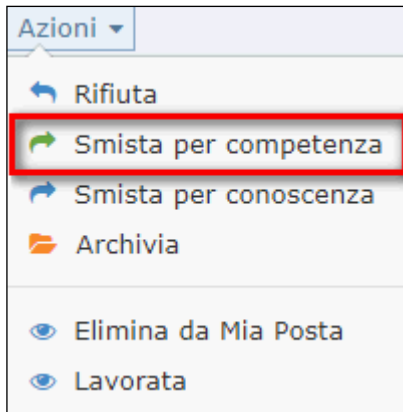 Azioni
Rifiuta
Smista per competenza
Smista per conoscenza
Archivia
Elimina da Mia Posta
Lavorata